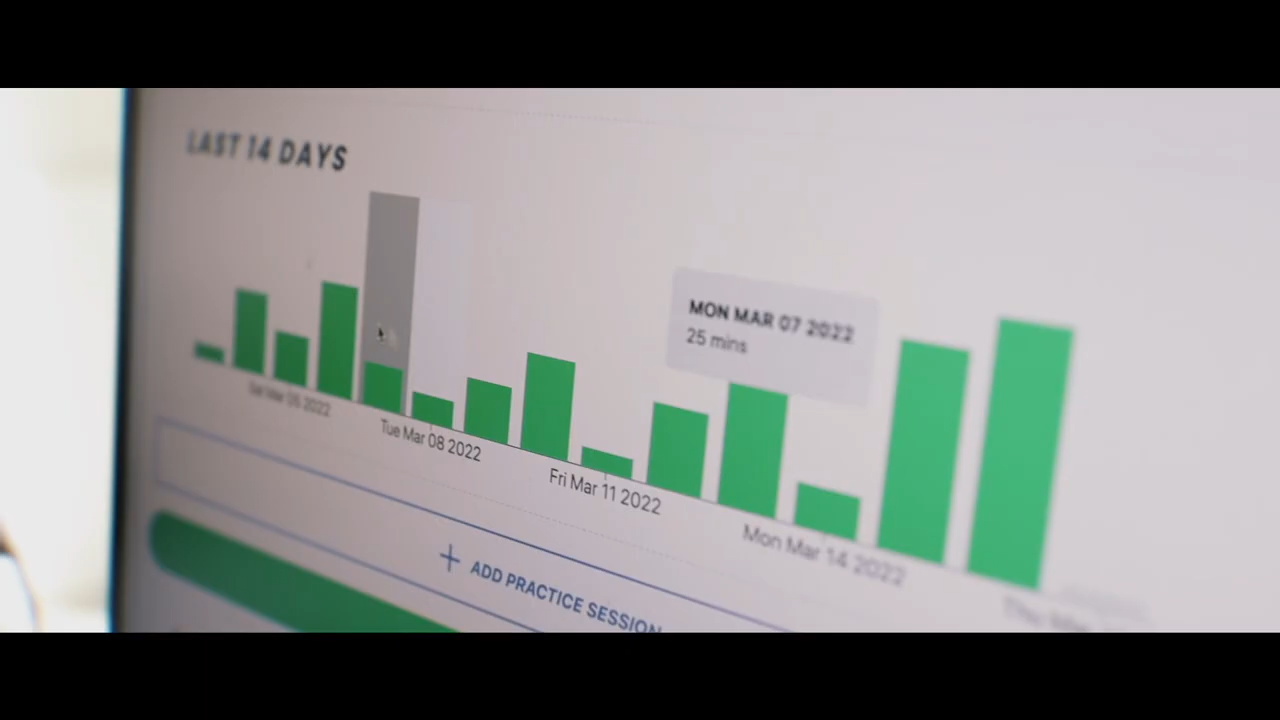 LAST 14 DAYS
MON MAR 07 2022
25 mins
Sat Mar 05 2022
Tue Mar 08 2022
Fri Mar 11 2022
Mon Mar 14 2022
Thu
ADD PRACTICE SESSION